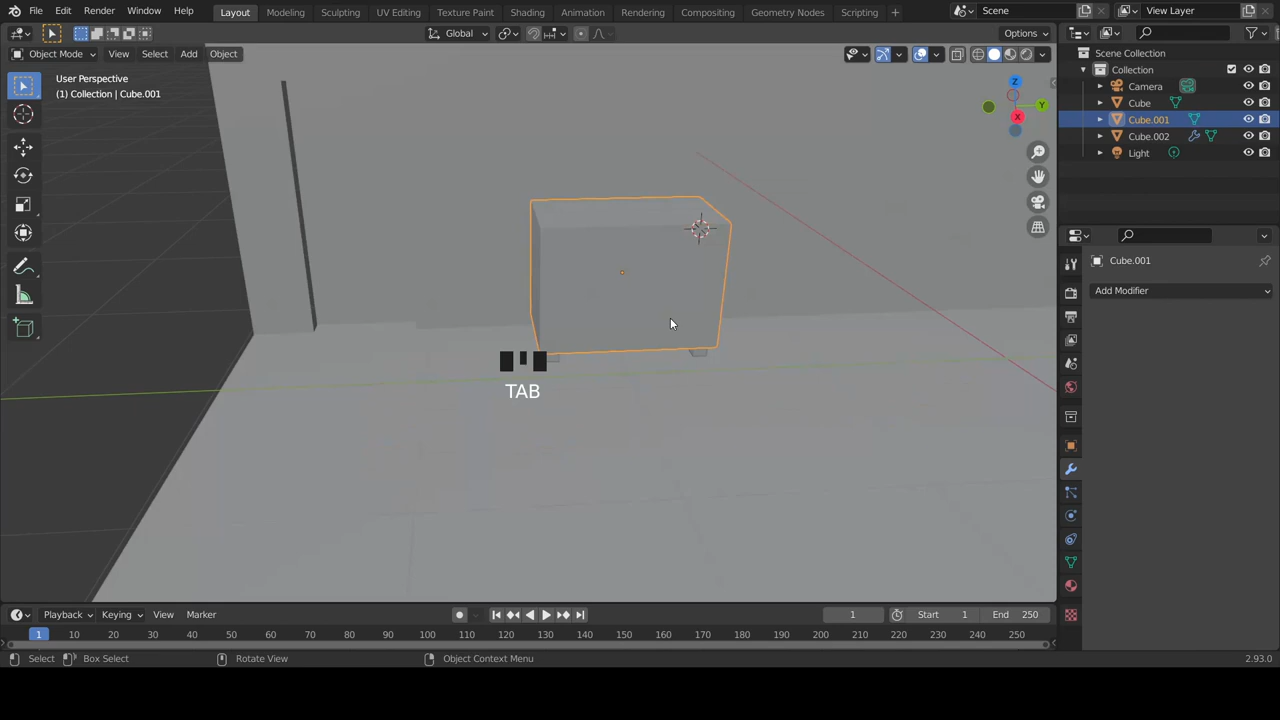 File Edit Render Window Help Layout Modeling Sculpting UV Editing Texture Paint Shading Animation Rendering Compositing Geometry Nodes Scripting + Scene View Layer
Global Options
Object Mode View Select Add Object
User Perspective
(1) Collection | Cube.001
Z
Y
X
Scene Collection
Collection
Camera
Cube
Cube.001
Cube.002
Light
Cube.001
Add Modifier
TAB
Playback Keying View Marker 1 Start 1 End 250
1 10 20 30 40 50 60 70 80 90 100 110 120 130 140 150 160 170 180 190 200 210 220 230 240 250
Select Box Select Rotate View Object Context Menu 2.93.0